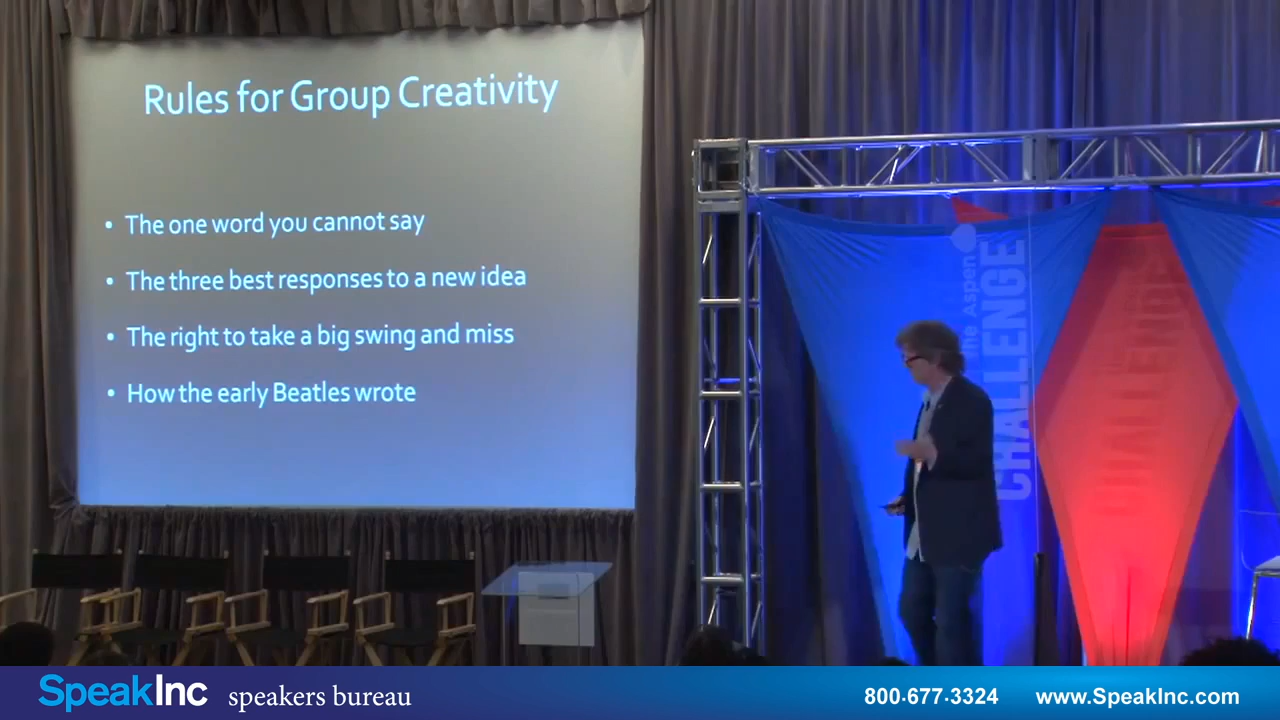 Rules for Group Creativity
• The one word you cannot say
• The three best responses to a new idea
• The right to take a big swing and miss
• How the early Beatles wrote
the Aspen
CHALLENGE
CHALLENGE
SpeakInc speakers bureau
800-677-3324
www.SpeakInc.com